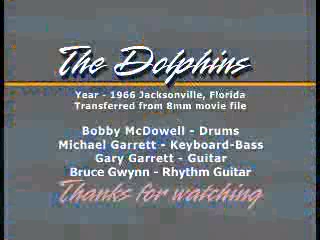 The Dolphins
Year - 1966 Jacksonville, Florida
Transferred from 8mm movie file
Bobby McDowell - Drums
Michael Garrett - Keyboard-Bass
Gary Garrett - Guitar
Bruce Gwynn - Rhythm Guitar
Thanks for watching